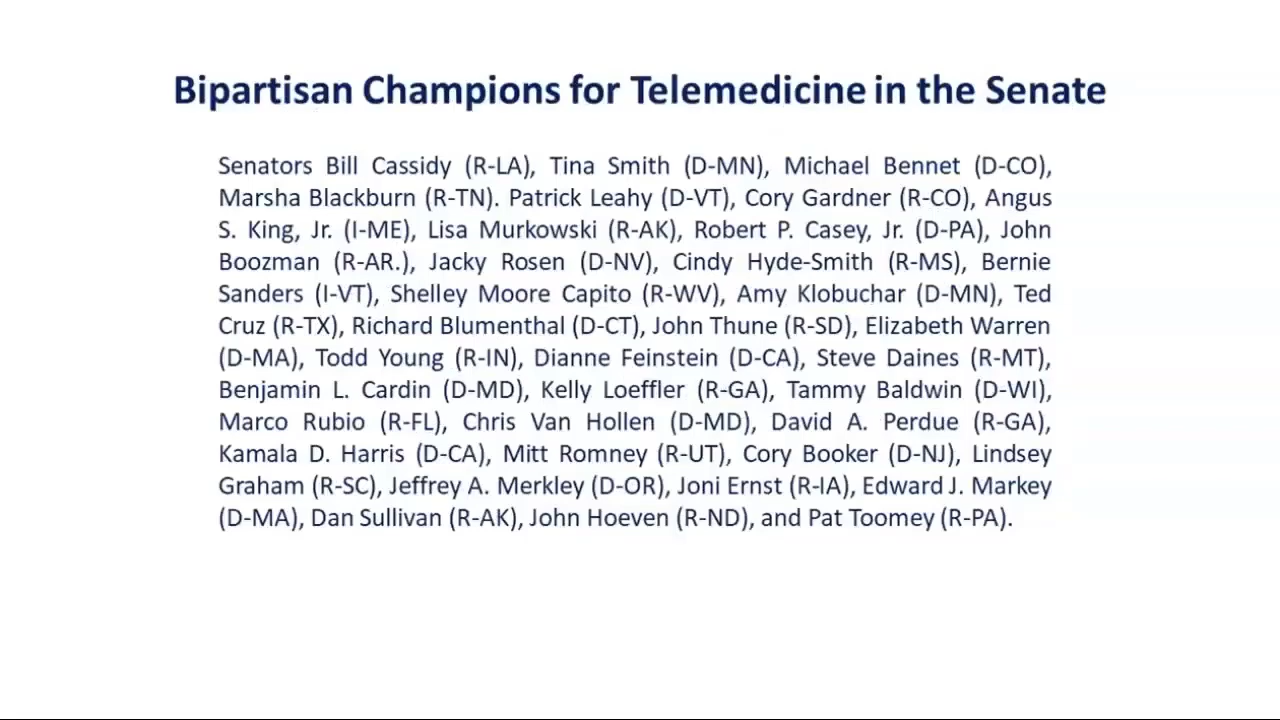 Bipartisan Champions for Telemedicine in the Senate
Senators Bill Cassidy (R-LA), Tina Smith (D-MN), Michael Bennet (D-CO),
Marsha Blackburn (R-TN). Patrick Leahy (D-VT), Cory Gardner (R-CO), Angus
S. King, Jr. (I-ME), Lisa Murkowski (R-AK), Robert P. Casey, Jr. (D-PA), John
Boozman (R-AR.), Jacky Rosen (D-NV), Cindy Hyde-Smith (R-MS), Bernie
Sanders (I-VT), Shelley Moore Capito (R-WV), Amy Klobuchar (D-MN), Ted
Cruz (R-TX), Richard Blumenthal (D-CT), John Thune (R-SD), Elizabeth Warren
(D-MA), Todd Young (R-IN), Dianne Feinstein (D-CA), Steve Daines (R-MT),
Benjamin L. Cardin (D-MD), Kelly Loeffler (R-GA), Tammy Baldwin (D-WI),
Marco Rubio (R-FL), Chris Van Hollen (D-MD), David A. Perdue (R-GA),
Kamala D. Harris (D-CA), Mitt Romney (R-UT), Cory Booker (D-NJ), Lindsey
Graham (R-SC), Jeffrey A. Merkley (D-OR), Joni Ernst (R-IA), Edward J. Markey
(D-MA), Dan Sullivan (R-AK), John Hoeven (R-ND), and Pat Toomey (R-PA).